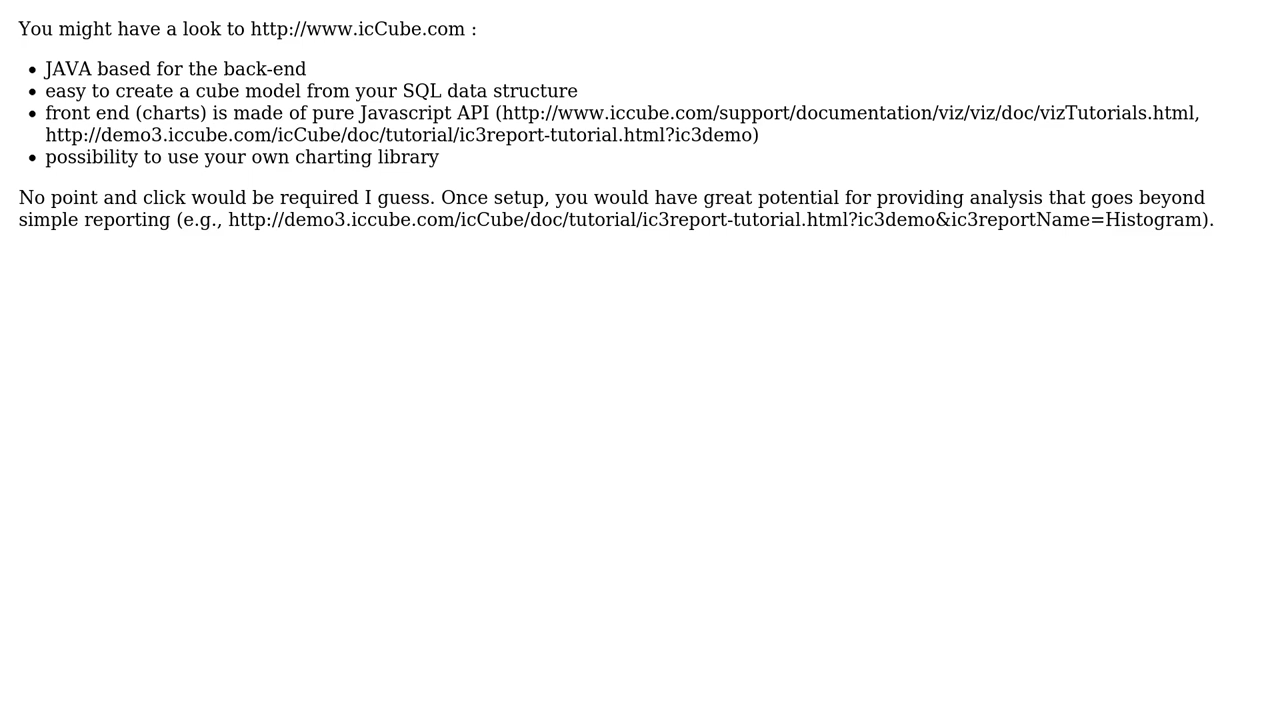 You might have a look to http://www.icCube.com :
• JAVA based for the back-end
• easy to create a cube model from your SQL data structure
• front end (charts) is made of pure Javascript API (http://www.iccube.com/support/documentation/viz/viz/doc/vizTutorials.html,
http://demo3.iccube.com/icCube/doc/tutorial/ic3report-tutorial.html?ic3demo)
• possibility to use your own charting library
No point and click would be required I guess. Once setup, you would have great potential for providing analysis that goes beyond
simple reporting (e.g., http://demo3.iccube.com/icCube/doc/tutorial/ic3report-tutorial.html?ic3demo&ic3reportName=Histogram).